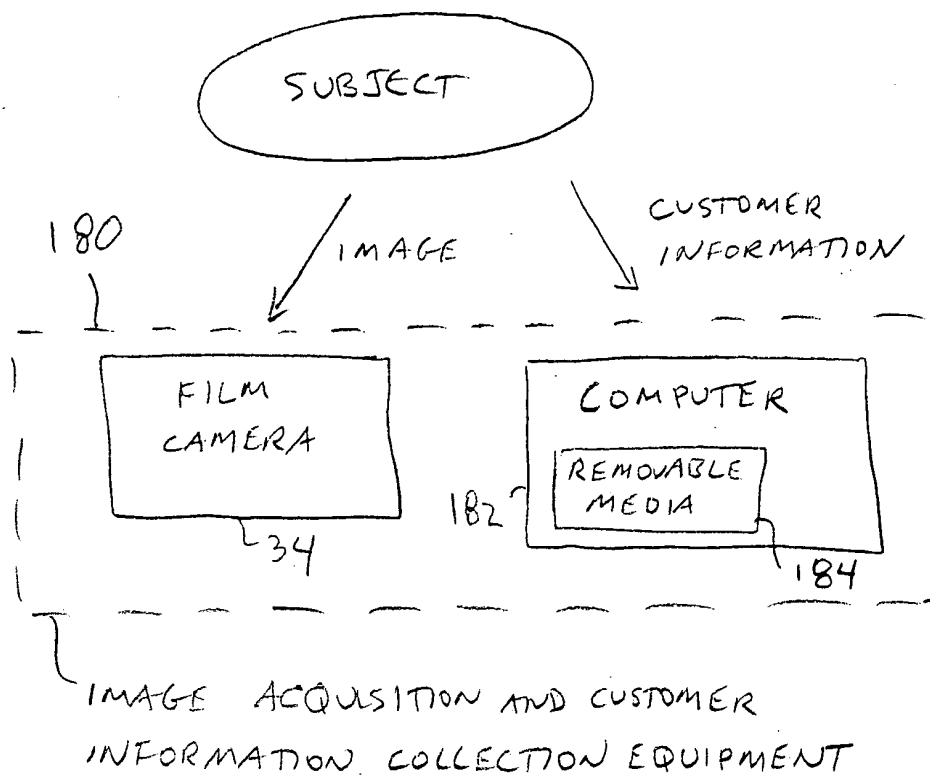 SUBJECT
180
IMAGE
CUSTOMER
INFORMATION
FILM
CAMERA
34
COMPUTER
REMOVABLE
MEDIA
182
184
IMAGE ACQUISITION AND CUSTOMER
INFORMATION COLLECTION EQUIPMENT